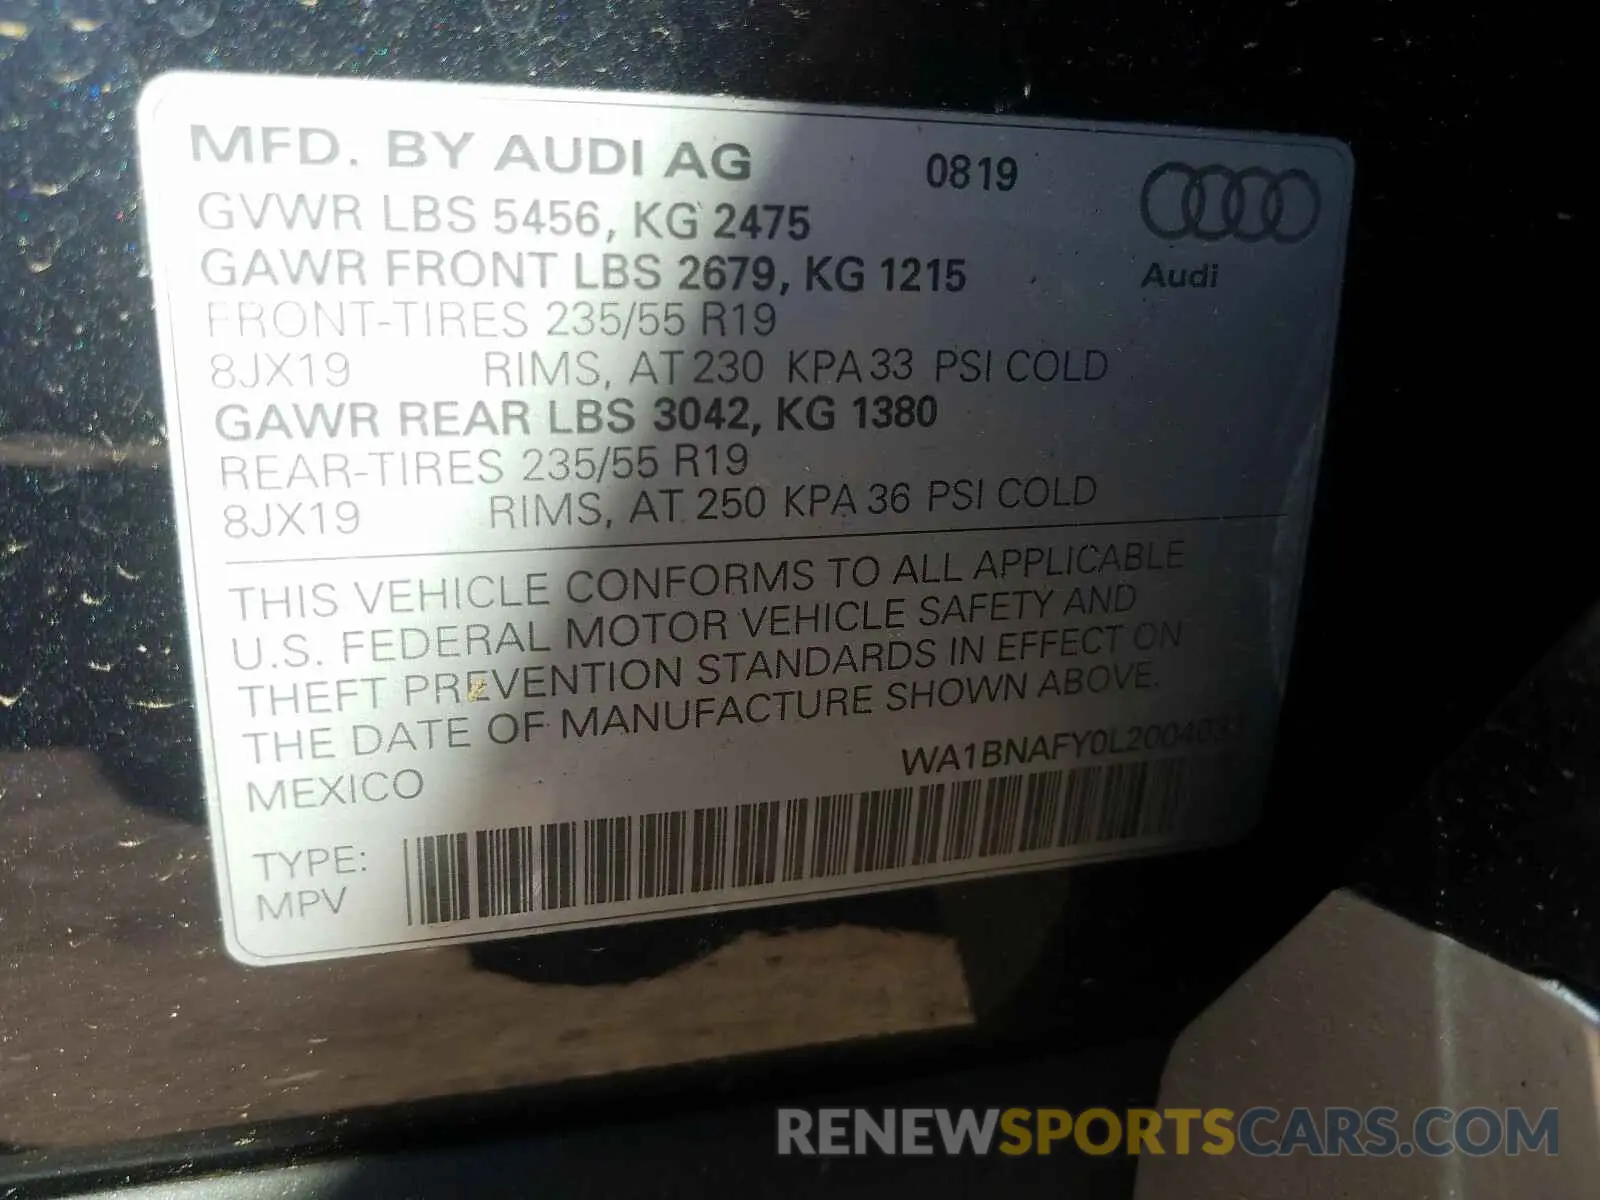 MFD. BY AUDI AG 0819
GVWR LBS 5456, KG 2475
GAWR FRONT LBS 2679, KG 1215
Audi
FRONT-TIRES 235/55 R19
8JX19 RIMS, AT 230 KPA 33 PSI COLD
GAWR REAR LBS 3042, KG 1380
REAR-TIRES 235/55 R19
8JX19 RIMS, AT 250 KPA 36 PSI COLD
THIS VEHICLE CONFORMS TO ALL APPLICABLE
U.S. FEDERAL MOTOR VEHICLE SAFETY AND
THEFT PREVENTION STANDARDS IN EFFECT ON
THE DATE OF MANUFACTURE SHOWN ABOVE.
MEXICO
TYPE:
MPV
RENEWSPORTSCARS.COM